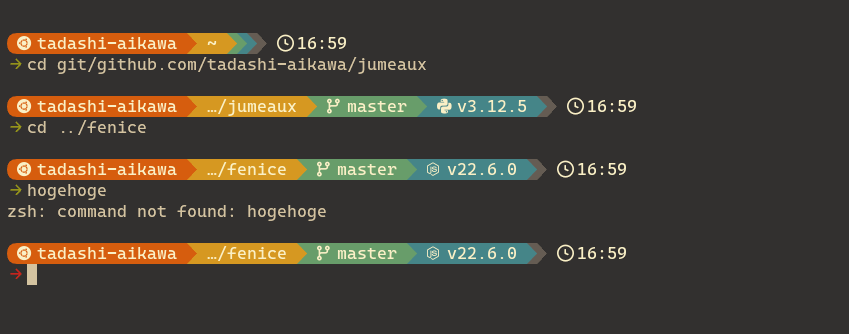 tadashi-aikawa ~ 16:59
→ cd git/github.com/tadashi-aikawa/jumeaux
tadashi-aikawa …/jumeaux master v3.12.5 16:59
→ cd ../fenice
tadashi-aikawa …/fenice master v22.6.0 16:59
→ hogehoge
zsh: command not found: hogehoge
tadashi-aikawa …/fenice master v22.6.0 16:59
→